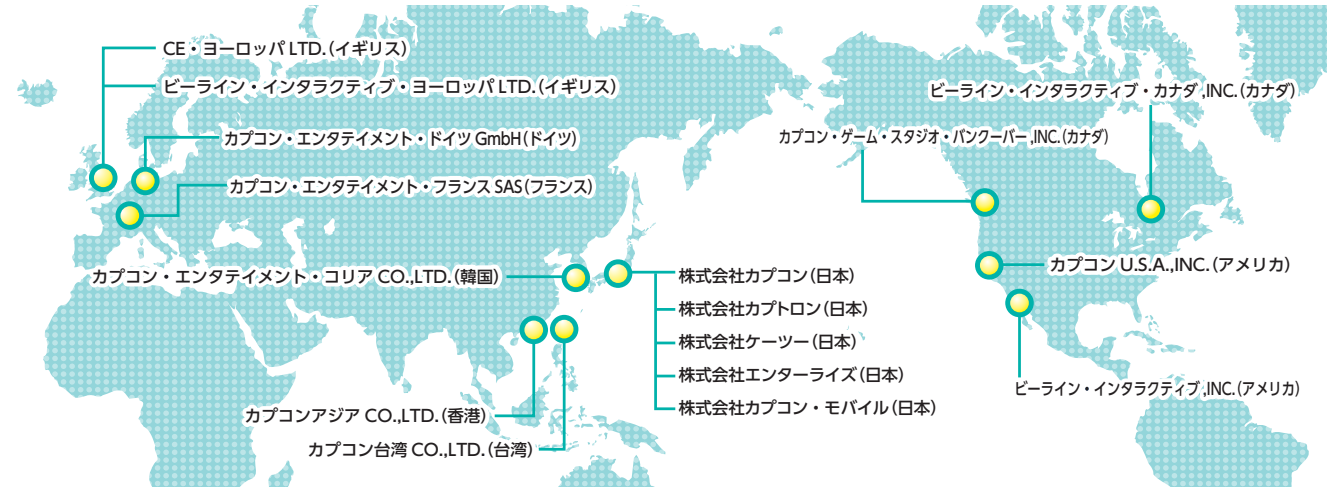 CE・ヨーロッパ LTD.(イギリス)
ビーライン・インタラクティブ・ヨーロッパ LTD.(イギリス)
カプコン・エンタテイメント・ドイツ GmbH(ドイツ)
カプコン・エンタテイメント・フランス SAS(フランス)
カプコン・エンタテイメント・コリア CO.,LTD.(韓国)
株式会社カプコン(日本)
株式会社カプトロン(日本)
株式会社ケーツー(日本)
株式会社エンターライズ(日本)
株式会社カプコン・モバイル(日本)
カプコンアジア CO.,LTD.(香港)
カプコン台湾 CO.,LTD.(台湾)
ビーライン・インタラクティブ・カナダ,INC.(カナダ)
カプコン・ゲーム・スタジオ・バンクーバー,INC.(カナダ)
カプコン U.S.A.,INC.(アメリカ)
ビーライン・インタラクティブ,INC.(アメリカ)